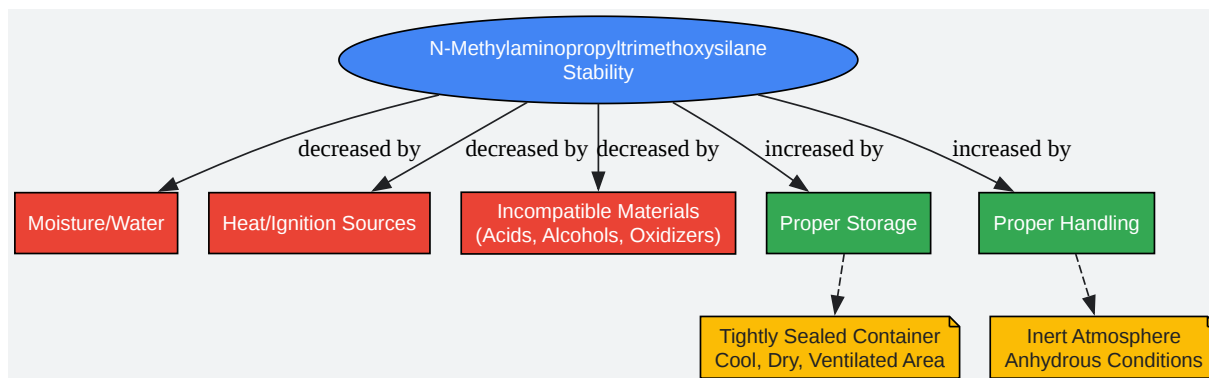 N-Methylaminopropyltrimethoxysilane
Stability
decreased by
decreased by
decreased by
increased by
increased by
Moisture/Water
Heat/Ignition Sources
Incompatible Materials
(Acids, Alcohols, Oxidizers)
Proper Storage
Proper Handling
Tightly Sealed Container
Cool, Dry, Ventilated Area
Inert Atmosphere
Anhydrous Conditions